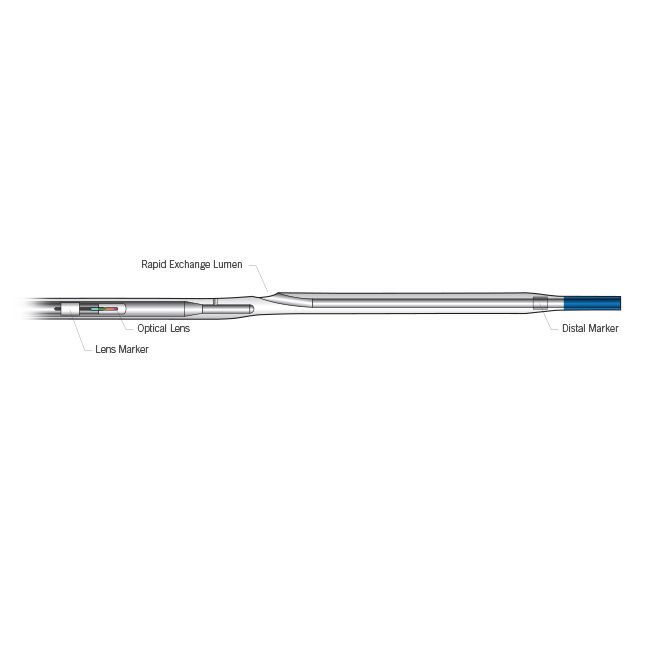 Rapid Exchange Lumen
Optical Lens
Distal Marker
Lens Marker